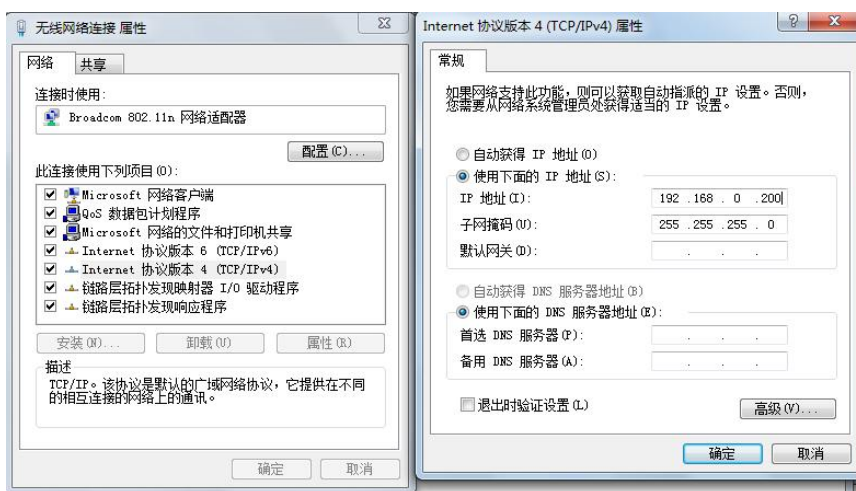 无线网络连接 属性
网络
共享
连接时使用:
Broadcom 802.11n 网络适配器
配置(C)...
此连接使用下列项目(O):
Microsoft 网络客户端
QoS 数据包计划程序
Microsoft 网络的文件和打印机共享
Internet 协议版本 6 (TCP/IPv6)
Internet 协议版本 4 (TCP/IPv4)
链路层拓扑发现映射器 I/O 驱动程序
链路层拓扑发现响应程序
安装(N)...
卸载(U)
属性(R)
描述
TCP/IP。该协议是默认的广域网络协议，它提供在不同
的相互连接的网络上的通讯。
确定
取消
Internet 协议版本 4 (TCP/IPv4) 属性
常规
如果网络支持此功能，则可以获取自动指派的 IP 设置。否则，
您需要从网络系统管理员处获得适当的 IP 设置。
自动获得 IP 地址(O)
使用下面的 IP 地址(S):
IP 地址(I): 192 .168 . 0 .200
子网掩码(U): 255 .255 .255 . 0
默认网关(D): . . .
自动获得 DNS 服务器地址(B)
使用下面的 DNS 服务器地址(E):
首选 DNS 服务器(P): . . .
备用 DNS 服务器(A): . . .
退出时验证设置(L)
高级(V)...
确定
取消